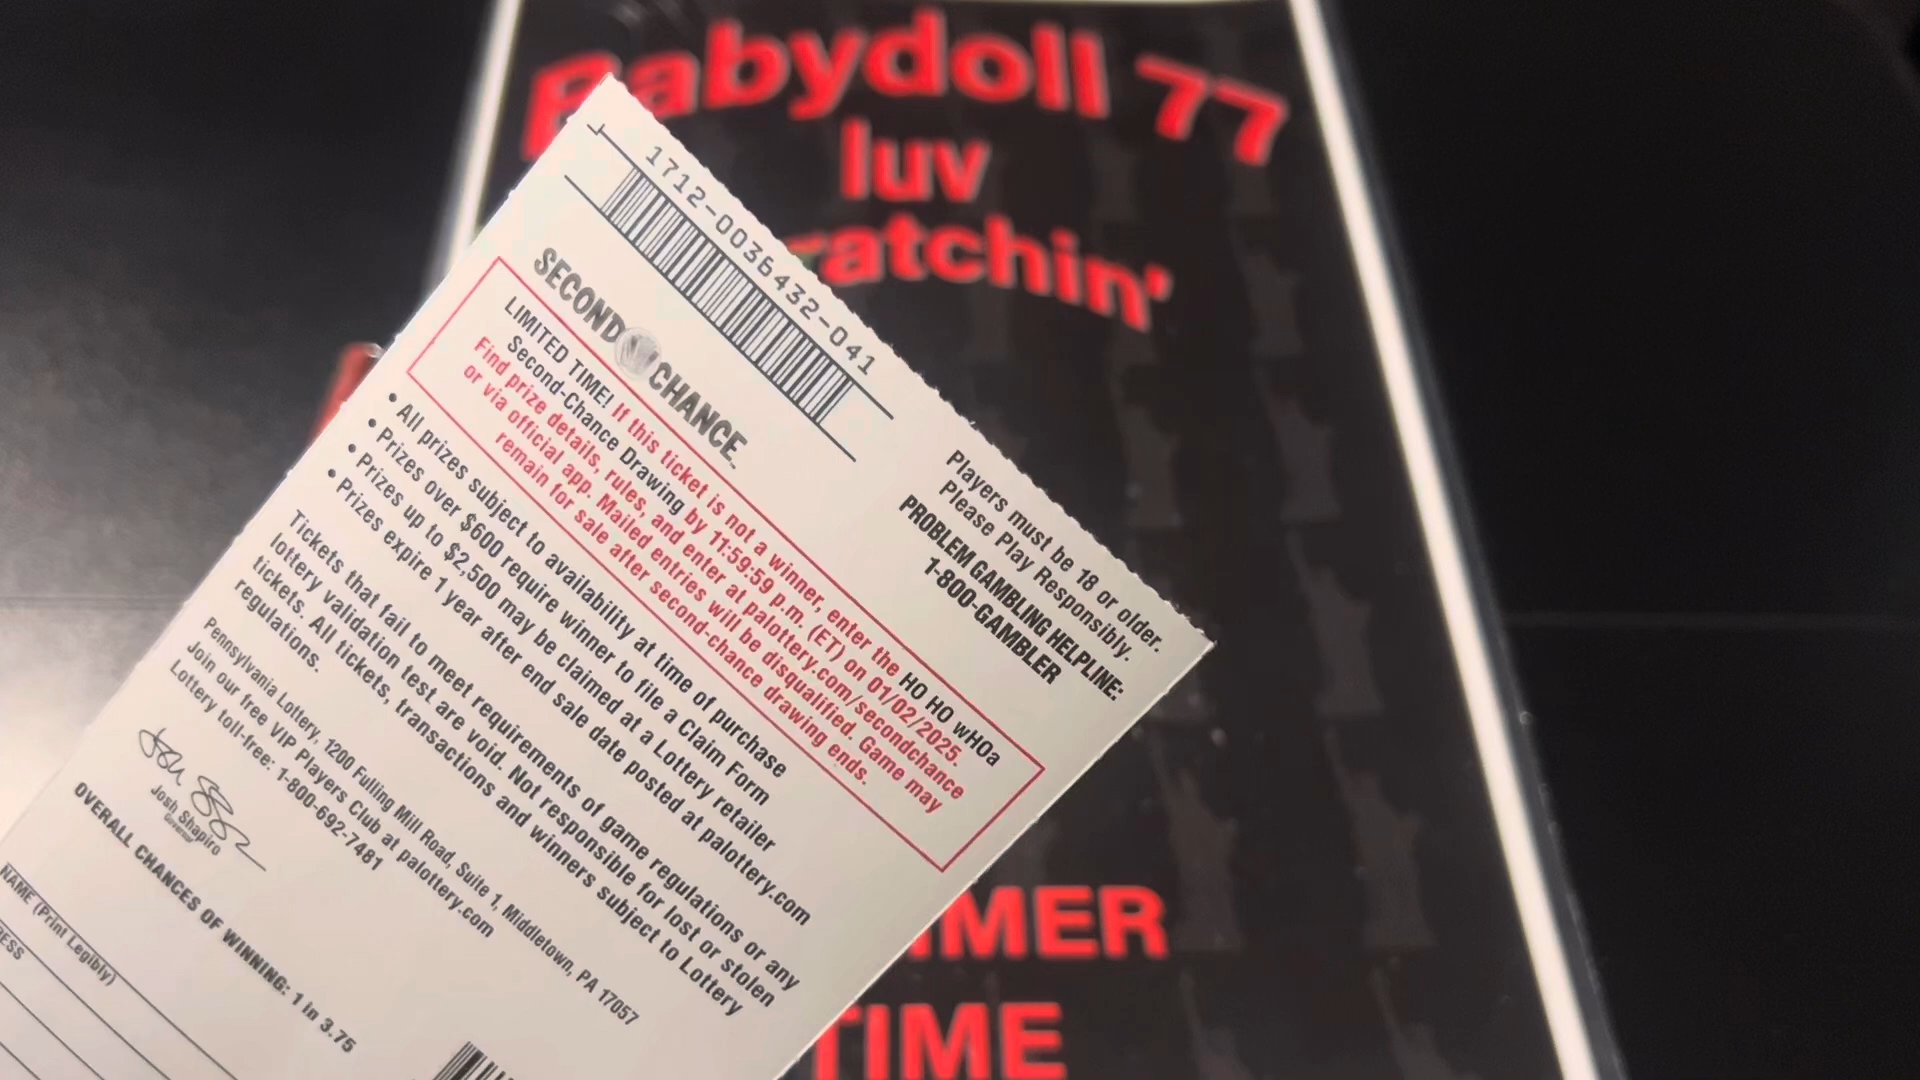 Babydoll 77
luv
ratchin'
MER
TIME
1712-0036432-041
SECOND CHANCE
LIMITED TIME! If this ticket is not a winner, enter the HO HO wHOa
Second-Chance Drawing by 11:59:59 p.m. (ET) on 01/02/2025.
Find prize details, rules, and enter at palottery.com/secondchance
or via official app. Mailed entries will be disqualified. Game may
remain for sale after second-chance drawing ends.
• All prizes subject to availability at time of purchase
• Prizes over $600 require winner to file a Claim Form
• Prizes up to $2,500 may be claimed at a Lottery retailer
• Prizes expire 1 year after end sale date posted at palottery.com
Tickets that fail to meet requirements of game regulations or any
lottery validation test are void. Not responsible for lost or stolen
tickets. All tickets, transactions and winners subject to Lottery
regulations.
Pennsylvania Lottery, 1200 Fulling Mill Road, Suite 1, Middletown, PA 17057
Join our free VIP Players Club at palottery.com
Lottery toll-free: 1-800-692-7481
Josh Shapiro
Governor
OVERALL CHANCES OF WINNING: 1 in 3.75
NAME (Print Legibly)
RESS
Players must be 18 or older.
Please Play Responsibly.
PROBLEM GAMBLING HELPLINE:
1-800-GAMBLER